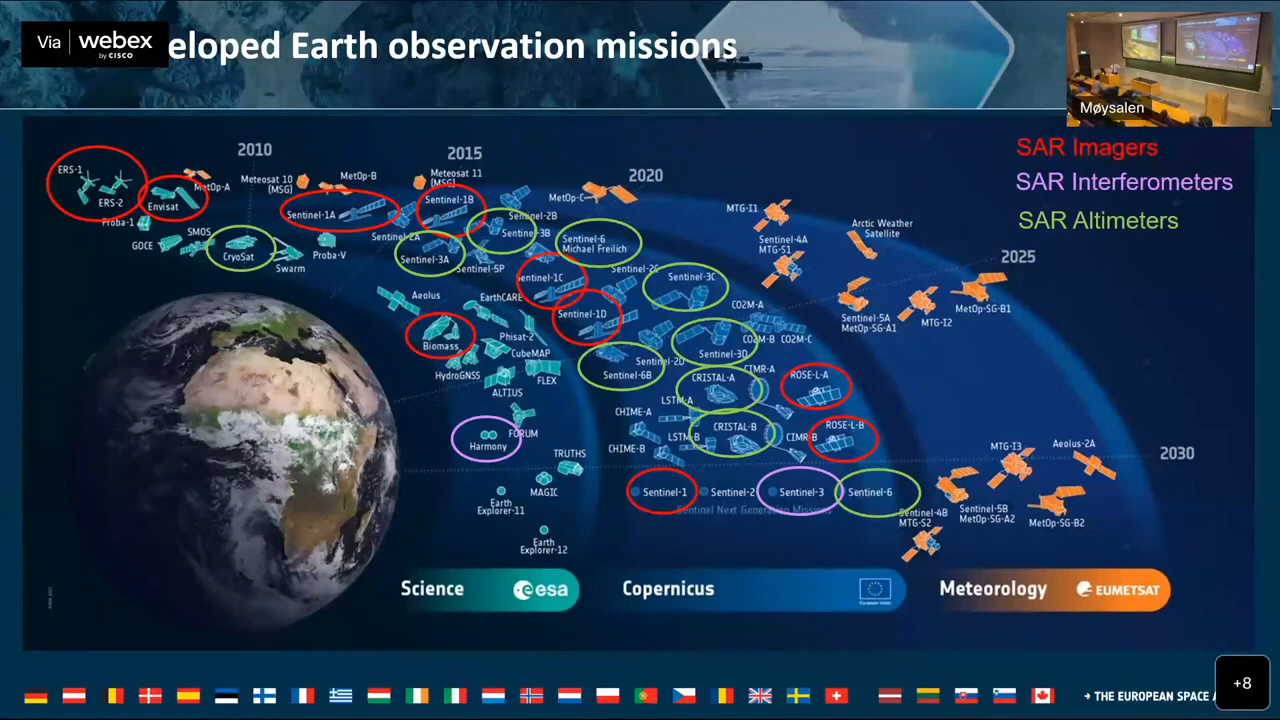 Via webex
by CISCO
eloped Earth observation missions
Møysalen
SAR Imagers
SAR Interferometers
SAR Altimeters
2010
2015
2020
2025
2030
ERS-1
ERS-2
Envisat
MetOp-A
Meteosat 10
(MSG)
MetOp-B
Meteosat 11
(MSG)
MetOp-C
Proba-1
GOCE
SMOS
CryoSat
Swarm
Proba-V
Sentinel-1A
Sentinel-1B
Sentinel-2A
Sentinel-2B
Sentinel-3A
Sentinel-3B
Sentinel-5P
Sentinel-6
Michael Freilich
Sentinel-1C
Sentinel-2C
Sentinel-3C
Sentinel-1D
Sentinel-2D
Sentinel-3D
Sentinel-6B
MTG-I1
Sentinel-4A
MTG-S1
Arctic Weather
Satellite
Sentinel-5A
MetOp-SG-A1
MTG-I2
MetOp-SG-B1
Aeolus
EarthCARE
Biomass
Phisat-2
CubeMAP
HydroGNSS
FLEX
ALTIUS
FORUM
Harmony
TRUTHS
MAGIC
Earth
Explorer-11
Earth
Explorer-12
CO2M-A
CO2M-B
CO2M-C
CRISTAL-A
CIMR-A
ROSE-L-A
LSTM-A
CHIME-A
CRISTAL-B
LSTM-B
CIMR-B
ROSE-L-B
CHIME-B
Sentinel-1
Sentinel-2
Sentinel-3
Sentinel-6
Sentinel Next Generation Missions
MTG-I3
Aeolus-2A
Sentinel-4B
MTG-S2
Sentinel-5B
MetOp-SG-A2
MetOp-SG-B2
Science
esa
Copernicus
Meteorology
EUMETSAT
→ THE EUROPEAN SPACE A
+8